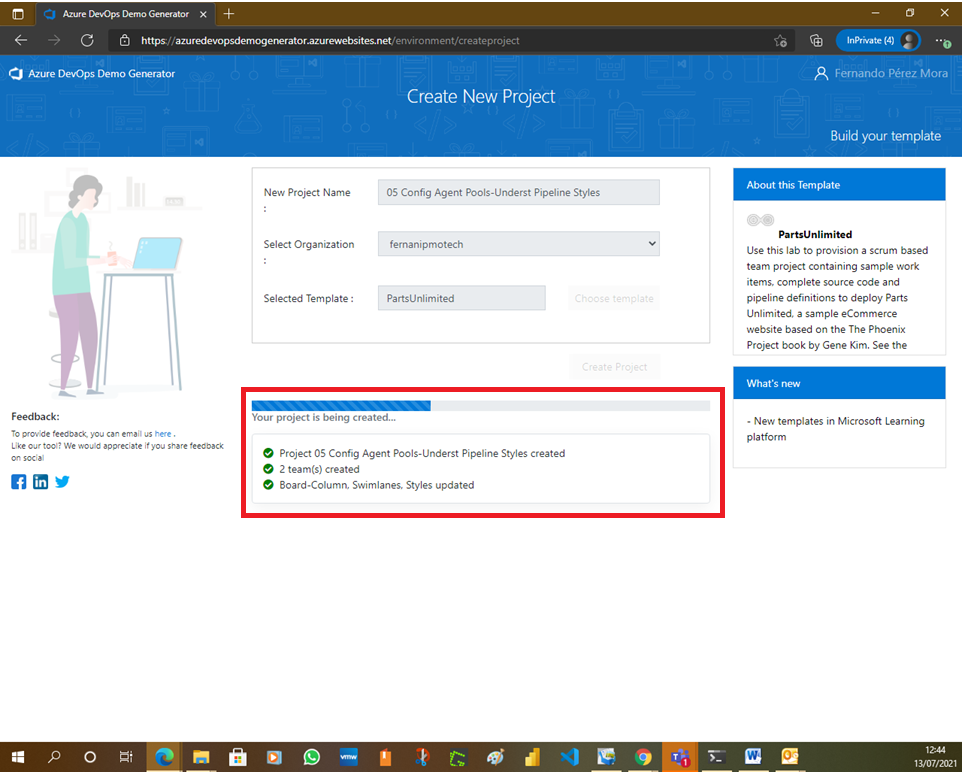 Azure DevOps Demo Generator
https://azuredevopsdemogenerator.azurewebsites.net/environment/createproject
InPrivate (4)
Azure DevOps Demo Generator
Fernando Pérez Mora
Create New Project
Build your template
New Project Name
:
05 Config Agent Pools-Underst Pipeline Styles
Select Organization
:
fernanipmotech
Selected Template :
PartsUnlimited
Choose template
Create Project
Your project is being created...
Project 05 Config Agent Pools-Underst Pipeline Styles created
2 team(s) created
Board-Column, Swimlanes, Styles updated
About this Template
PartsUnlimited
Use this lab to provision a scrum based
team project containing sample work
items, complete source code and
pipeline definitions to deploy Parts
Unlimited, a sample eCommerce
website based on the The Phoenix
Project book by Gene Kim. See the
What's new
- New templates in Microsoft Learning
platform
Feedback:
To provide feedback, you can email us here .
Like our tool? We would appreciate if you share feedback
on social
vmw
12:44
13/07/2021